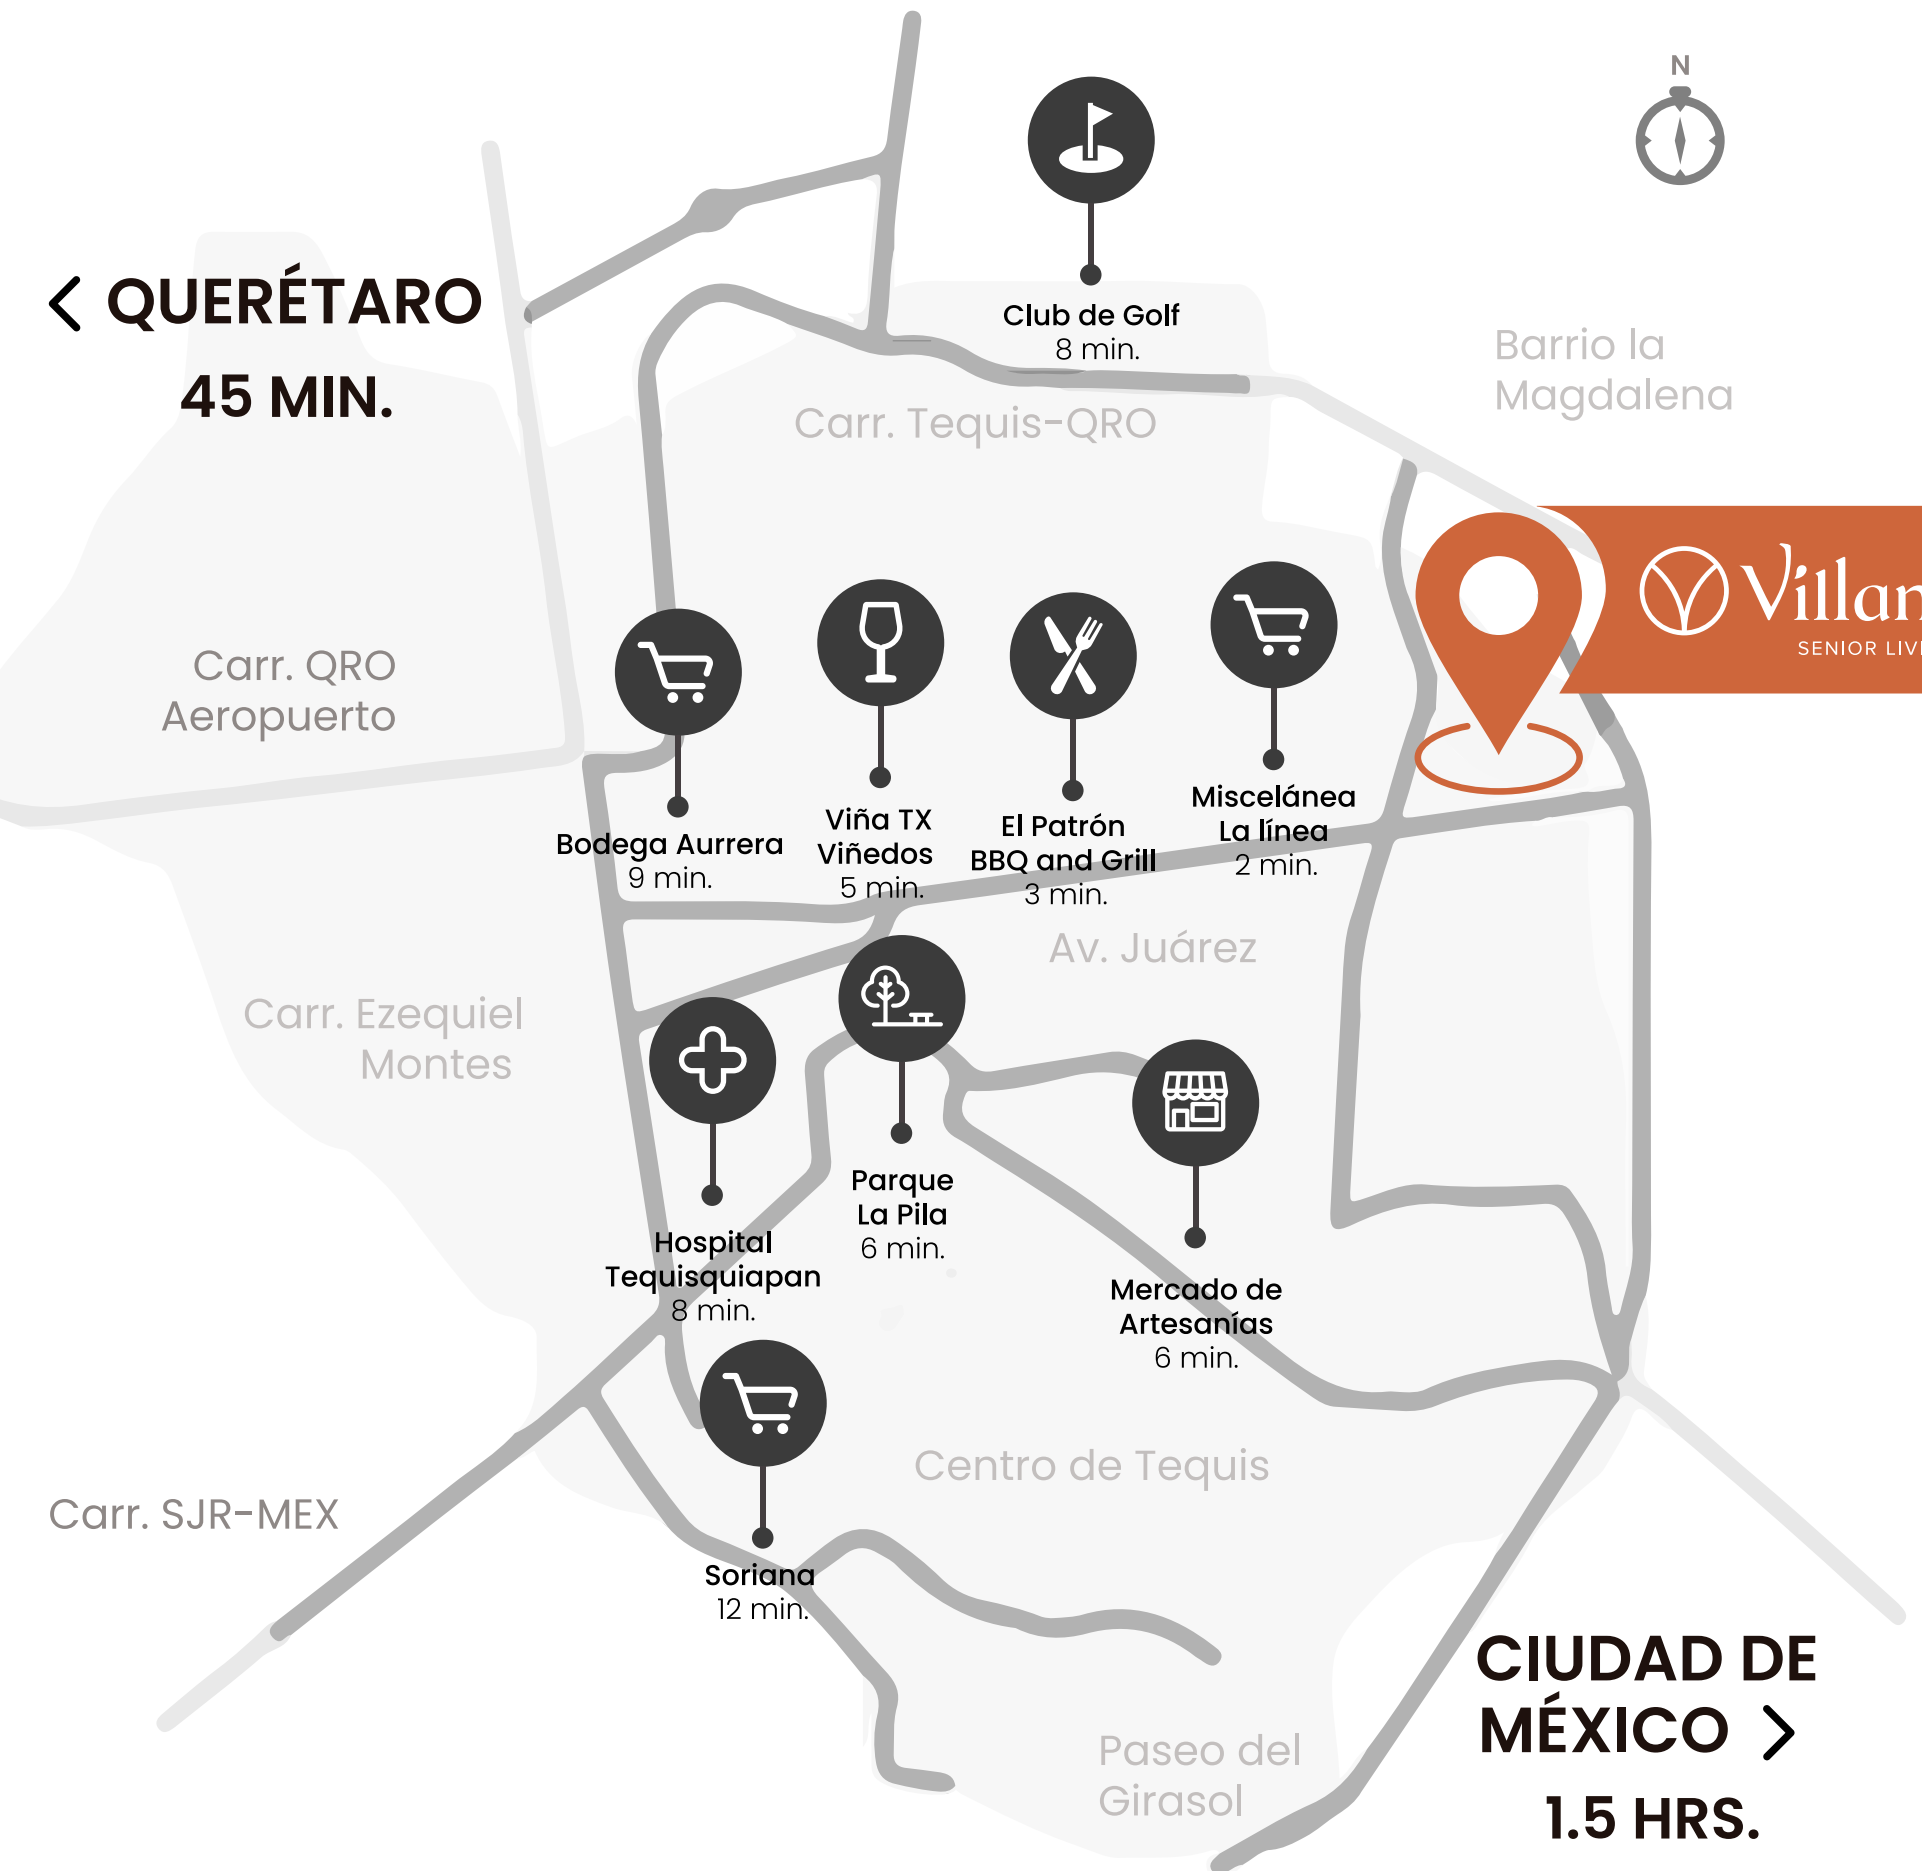 N
QUERÉTARO
45 MIN.
Club de Golf
8 min.
Barrio la
Magdalena
Carr. Tequis-QRO
SENIOR
Carr. QRO
Aeropuerto
Bodega Aurrera
9 min.
Viña TX
Viñedos
5 min.
El Patrón
BBQ and Grill
3 min.
Miscelánea
La línea
2 min.
Av. Juárez
Carr. Ezequiel
Montes
Hospital
Tequisquiapan
8 min.
Parque
La Pila
6 min.
Mercado de
Artesanías
6 min.
Centro de Tequis
Carr. SJR-MEX
Soriana
12 min.
Paseo del
Girasol
CIUDAD DE
MÉXICO
1.5 HRS.